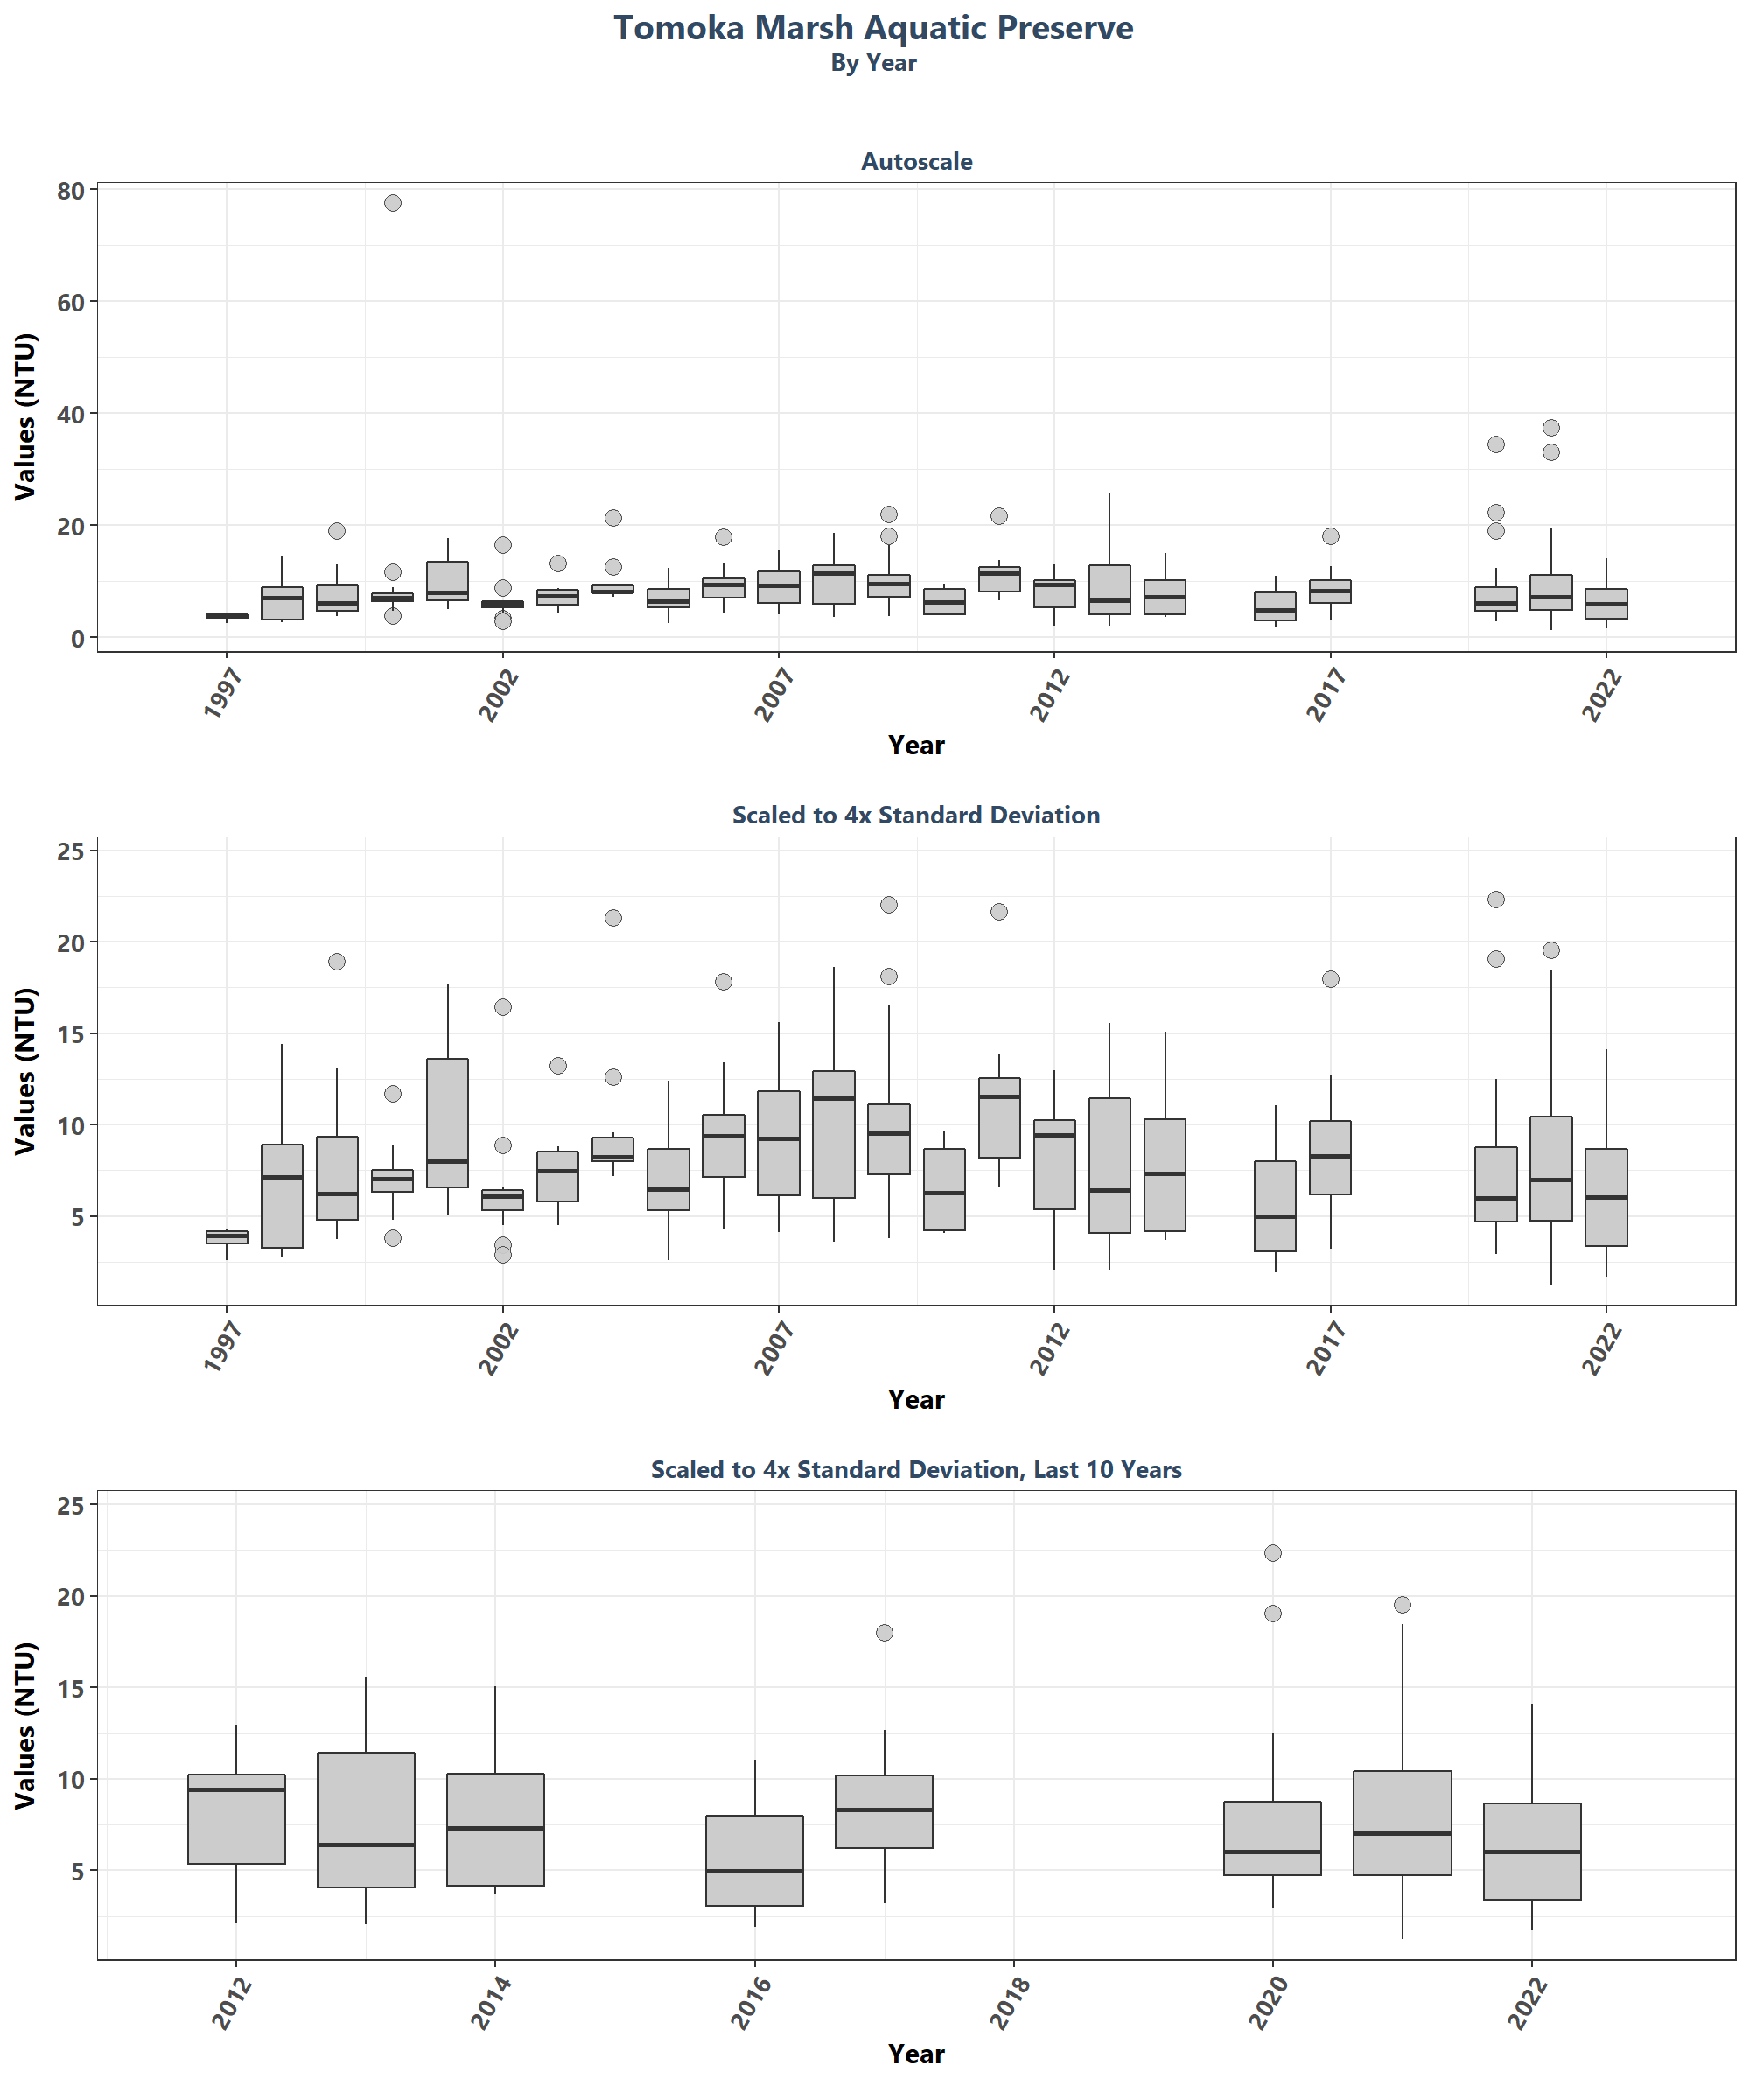 Tomoka Marsh Aquatic Preserve
By Year
Autoscale
Values (NTU)
80
60
40
20
0
1997 2002 2007 2012 2017 2022
Year
Scaled to 4x Standard Deviation
Values (NTU)
25
20
15
10
5
1997 2002 2007 2012 2017 2022
Year
Scaled to 4x Standard Deviation, Last 10 Years
Values (NTU)
25
20
15
10
5
2012 2014 2016 2018 2020 2022
Year